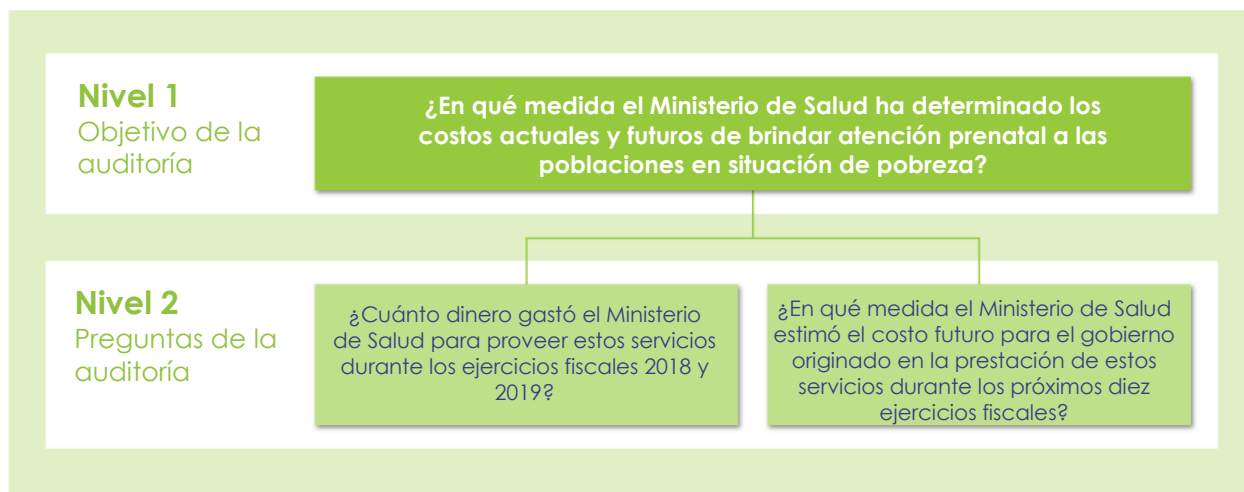 Nivel 1
Objetivo de la
auditoría
¿En qué medida el Ministerio de Salud ha determinado los
costos actuales y futuros de brindar atención prenatal a las
poblaciones en situación de pobreza?
Nivel 2
Preguntas de la
auditoría
¿Cuánto dinero gastó el Ministerio
de Salud para proveer estos servicios
durante los ejercicios fiscales 2018 y
2019?
¿En qué medida el Ministerio de Salud
estimó el costo futuro para el gobierno
originado en la prestación de estos
servicios durante los próximos diez
ejercicios fiscales?